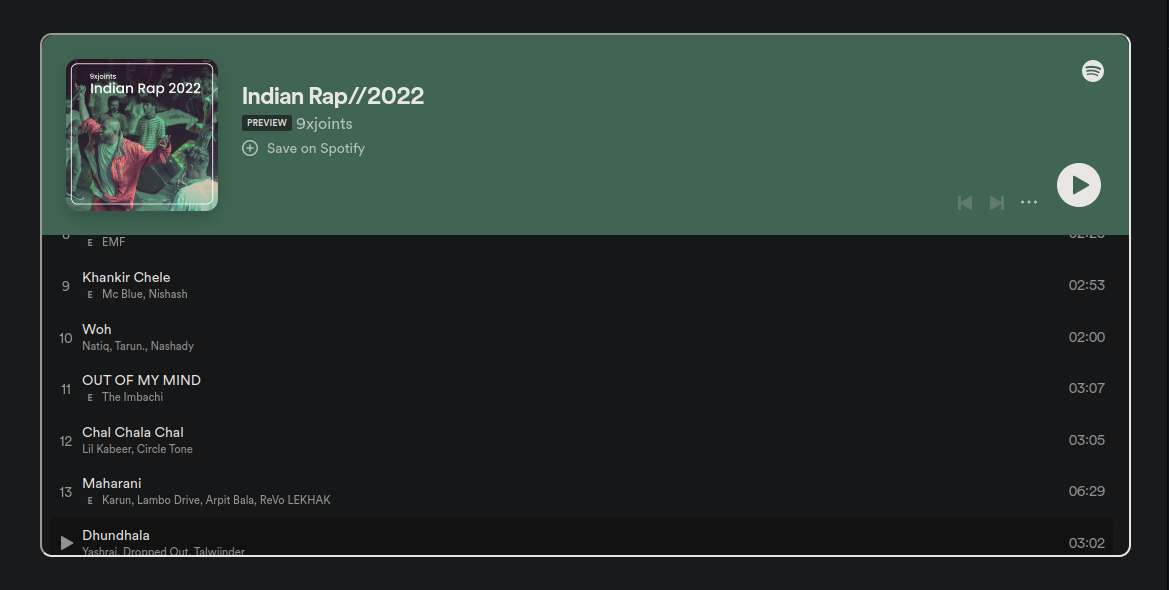 9xjoints
Indian Rap 2022
Indian Rap//2022
PREVIEW 9xjoints
Save on Spotify
E EMF
9 Khankir Chele 02:53
E Mc Blue, Nishash
10 Woh 02:00
Natiq, Tarun., Nashady
11 OUT OF MY MIND 03:07
E The Imbachi
12 Chal Chala Chal 03:05
Lil Kabeer, Circle Tone
13 Maharani 06:29
E Karun, Lambo Drive, Arpit Bala, ReVo LEKHAK
Dhundhala 03:02
Yashraj, Dropped Out, Talwiinder